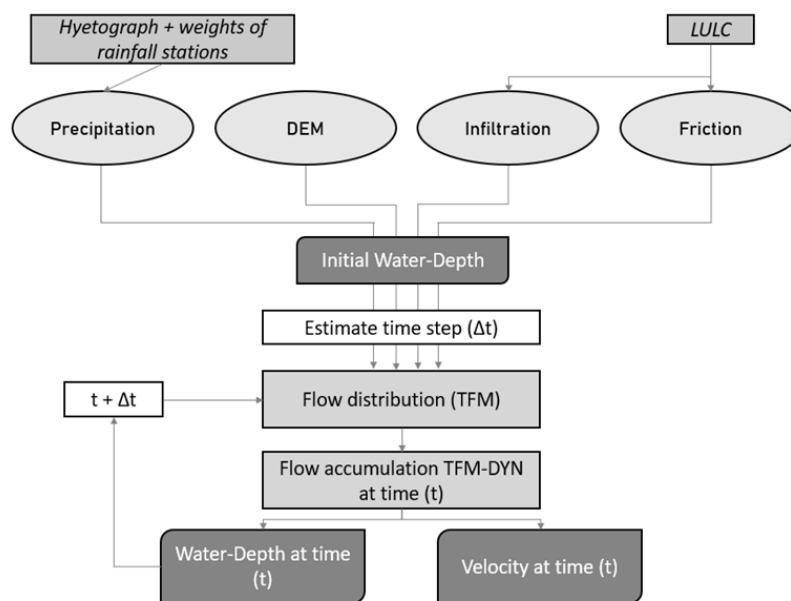 Hyetograph + weights of
rainfall stations
LULC
Precipitation
DEM
Infiltration
Friction
Initial Water-Depth
Estimate time step (Δt)
t + Δt
Flow distribution (TFM)
Flow accumulation TFM-DYN
at time (t)
Water-Depth at time
(t)
Velocity at time (t)